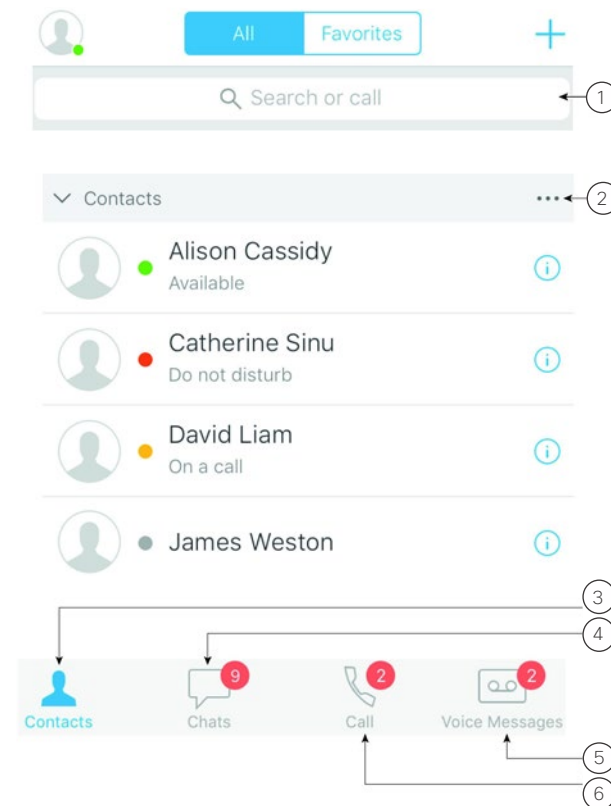 All Favorites
Search or call
1
Contacts
2
Alison Cassidy
Available
Catherine Sinu
Do not disturb
David Liam
On a call
James Weston
3
4
9 2 2
Contacts Chats Call Voice Messages
5
6